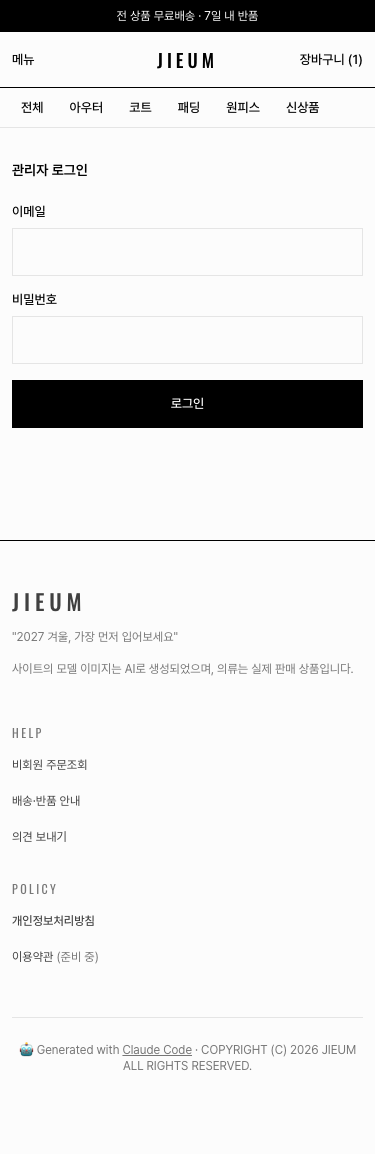 전 상품 무료배송 · 7일 내 반품
메뉴
JIEUM
장바구니 (1)
전체 아우터 코트 패딩 원피스 신상품
관리자 로그인
이메일
비밀번호
로그인
JIEUM
"2027 겨울, 가장 먼저 입어보세요"
사이트의 모델 이미지는 AI로 생성되었으며, 의류는 실제 판매 상품입니다.
HELP
비회원 주문조회
배송·반품 안내
의견 보내기
POLICY
개인정보처리방침
이용약관 (준비 중)
🤖 Generated with Claude Code · COPYRIGHT (C) 2026 JIEUM
ALL RIGHTS RESERVED.